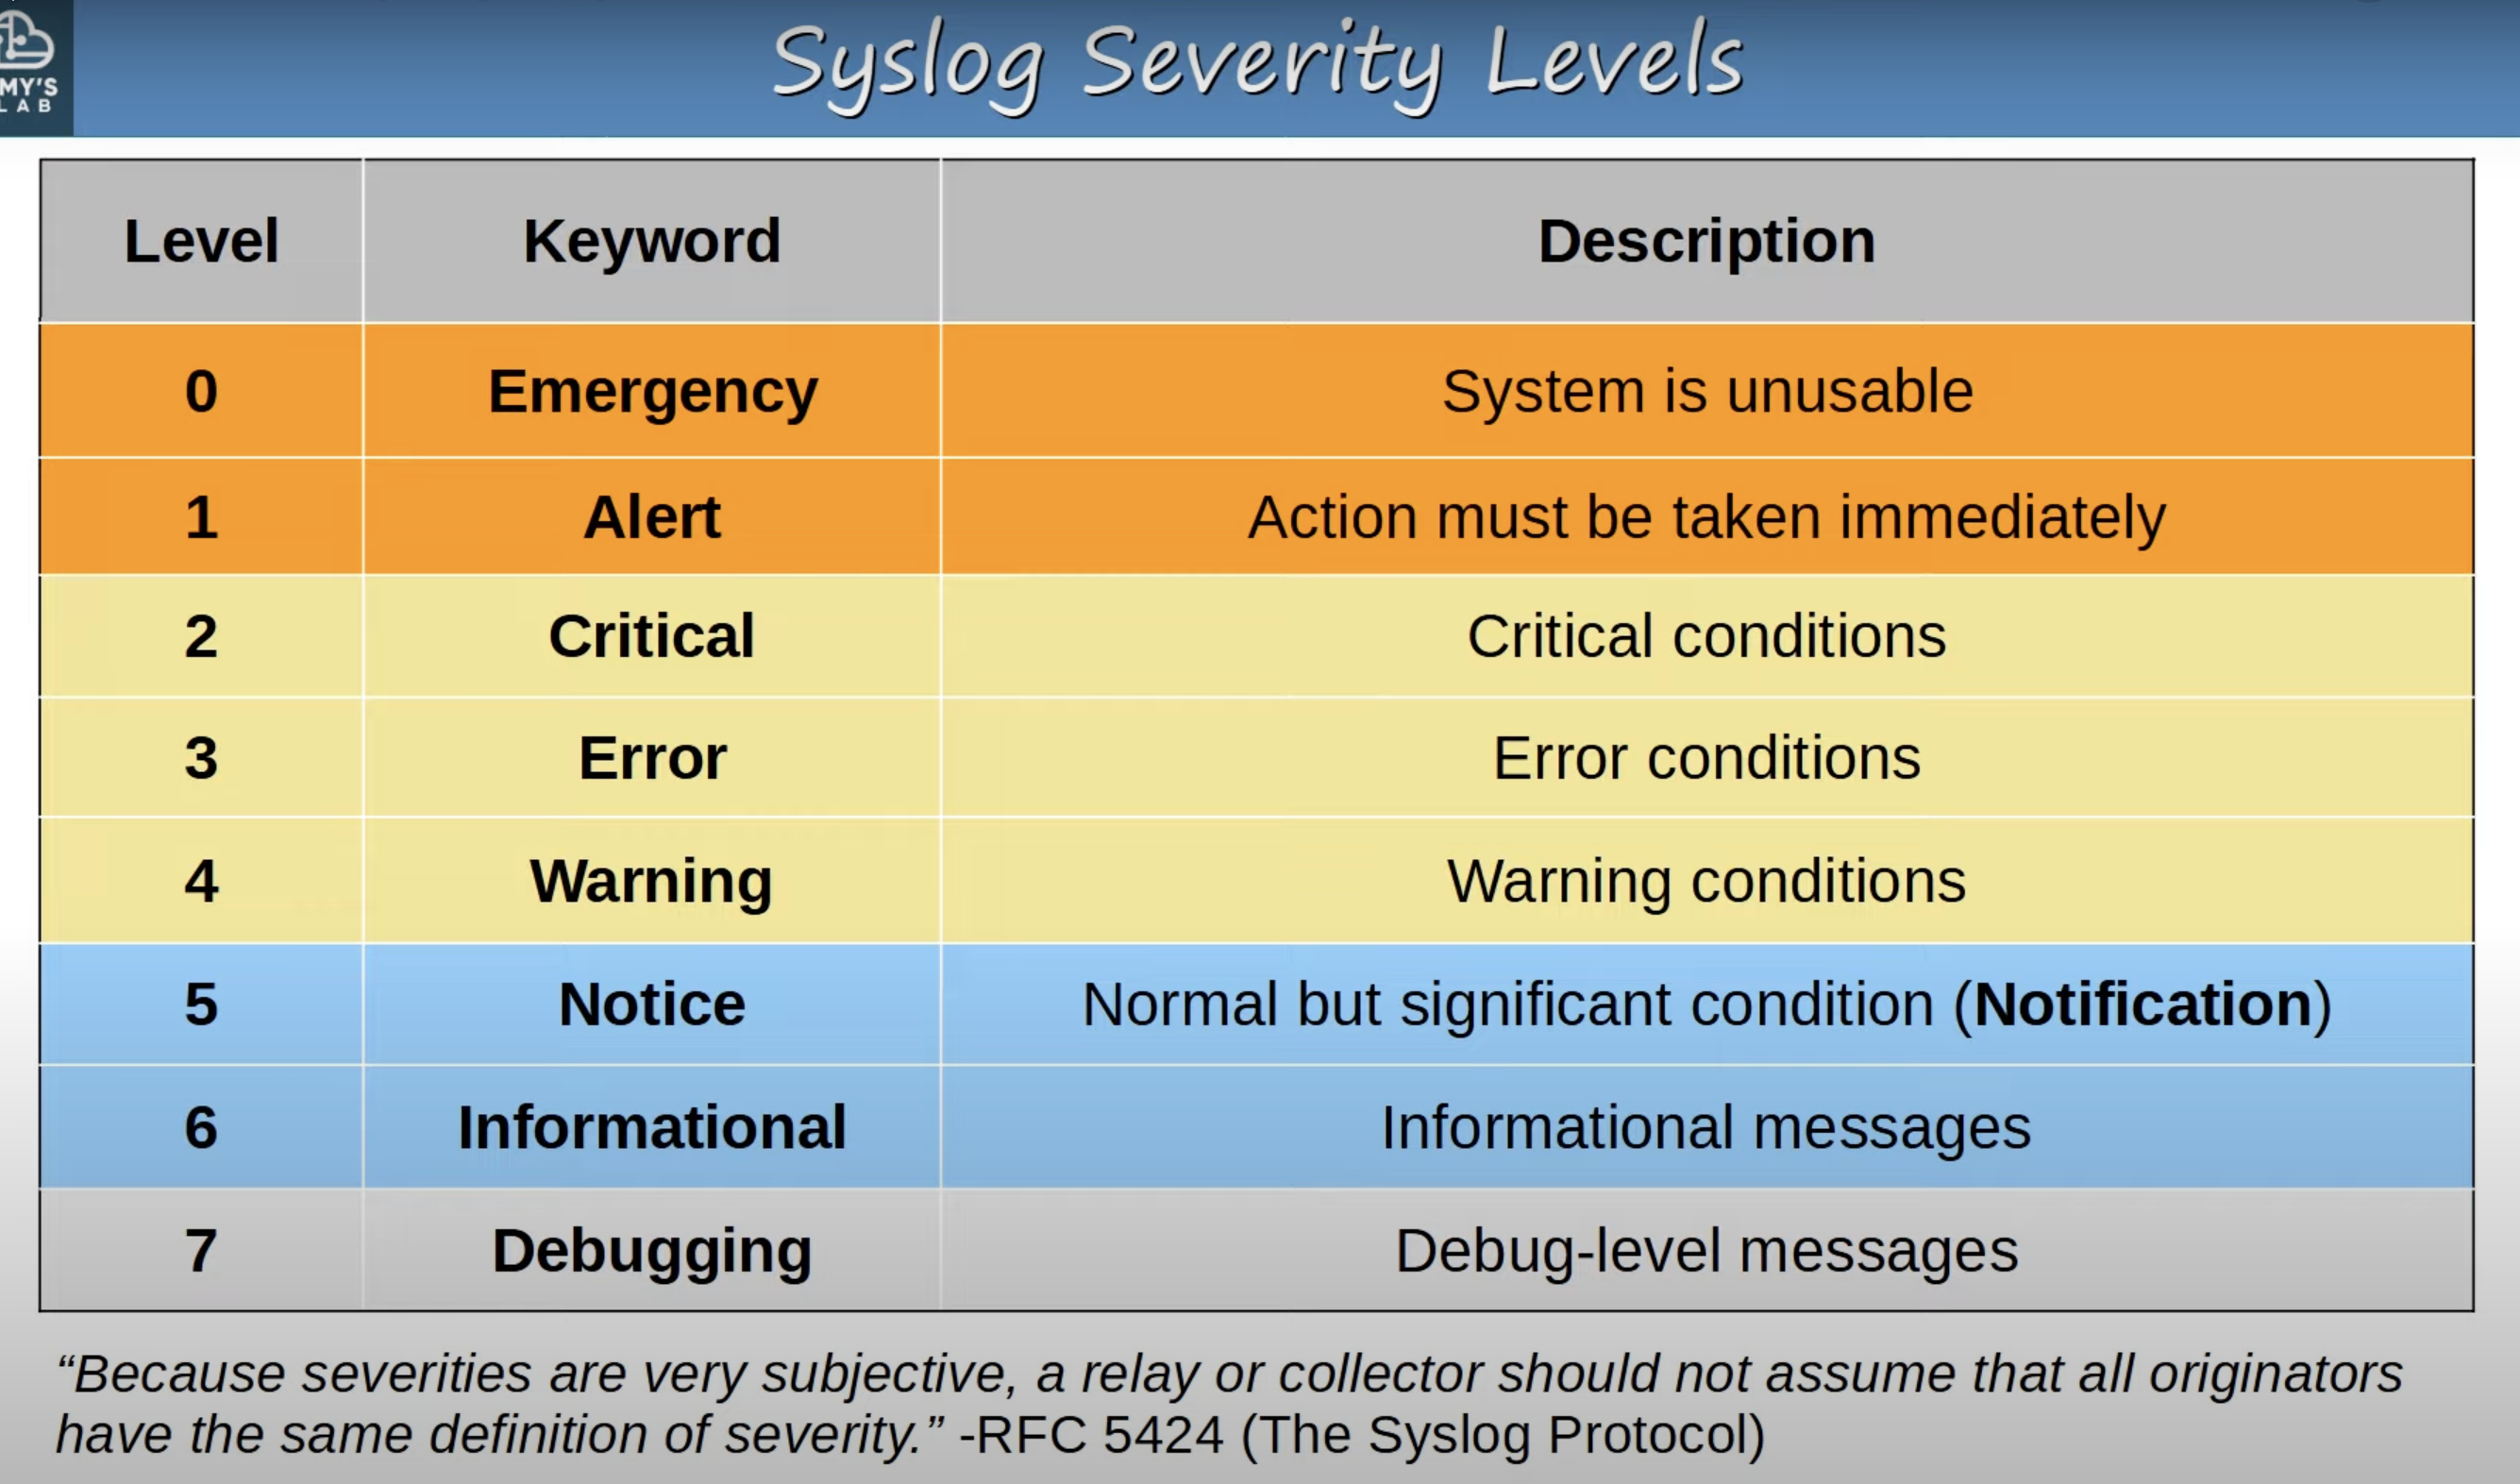 MY'S
LAB
Syslog Severity Levels
Level Keyword Description
0 Emergency System is unusable
1 Alert Action must be taken immediately
2 Critical Critical conditions
3 Error Error conditions
4 Warning Warning conditions
5 Notice Normal but significant condition (Notification)
6 Informational Informational messages
7 Debugging Debug-level messages
“Because severities are very subjective, a relay or collector should not assume that all originators
have the same definition of severity.” -RFC 5424 (The Syslog Protocol)